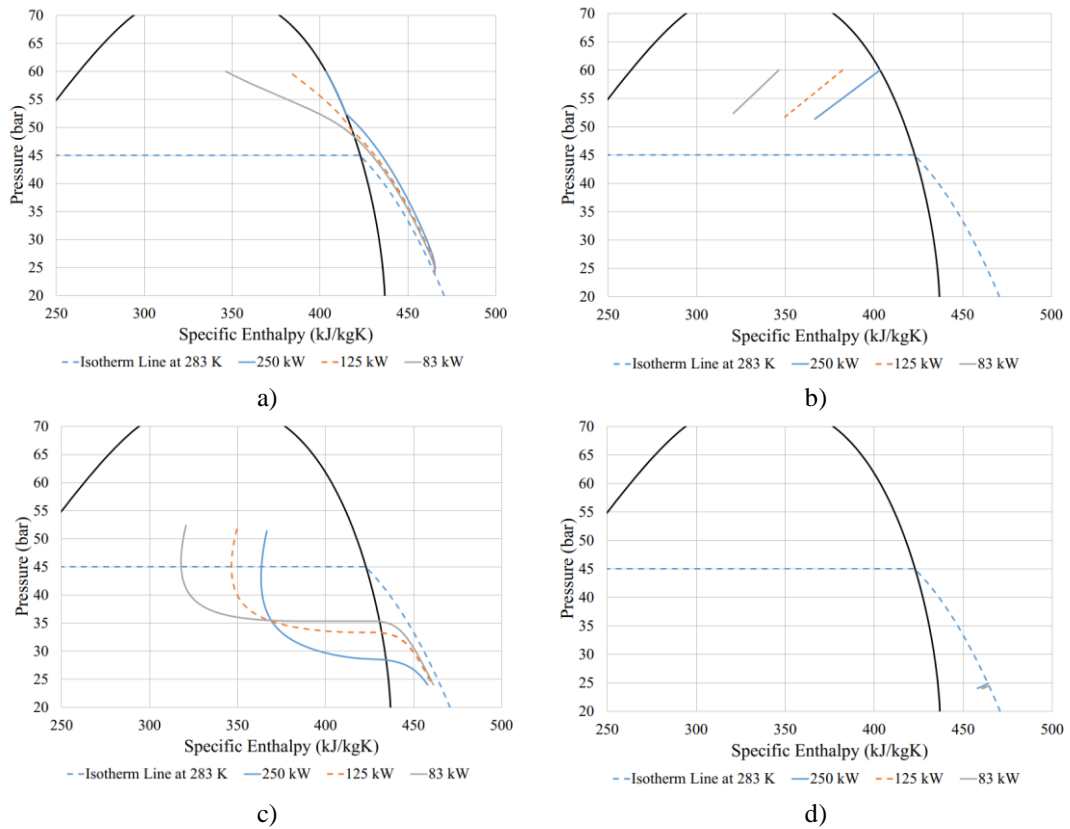 70
65
60
55
50
45
40
35
30
25
20
Pressure (bar)
250 300 350 400 450 500
Specific Enthalpy (kJ/kgK)
Isotherm Line at 283 K 250 kW 125 kW 83 kW
a)
70
65
60
55
50
45
40
35
30
25
20
Pressure (bar)
250 300 350 400 450 500
Specific Enthalpy (kJ/kgK)
Isotherm Line at 283 K 250 kW 125 kW 83 kW
b)
70
65
60
55
50
45
40
35
30
25
20
Pressure (bar)
250 300 350 400 450 500
Specific Enthalpy (kJ/kgK)
Isotherm Line at 283 K 250 kW 125 kW 83 kW
c)
70
65
60
55
50
45
40
35
30
25
20
Pressure (bar)
250 300 350 400 450 500
Specific Enthalpy (kJ/kgK)
Isotherm Line at 283 K 250 kW 125 kW 83 kW
d)